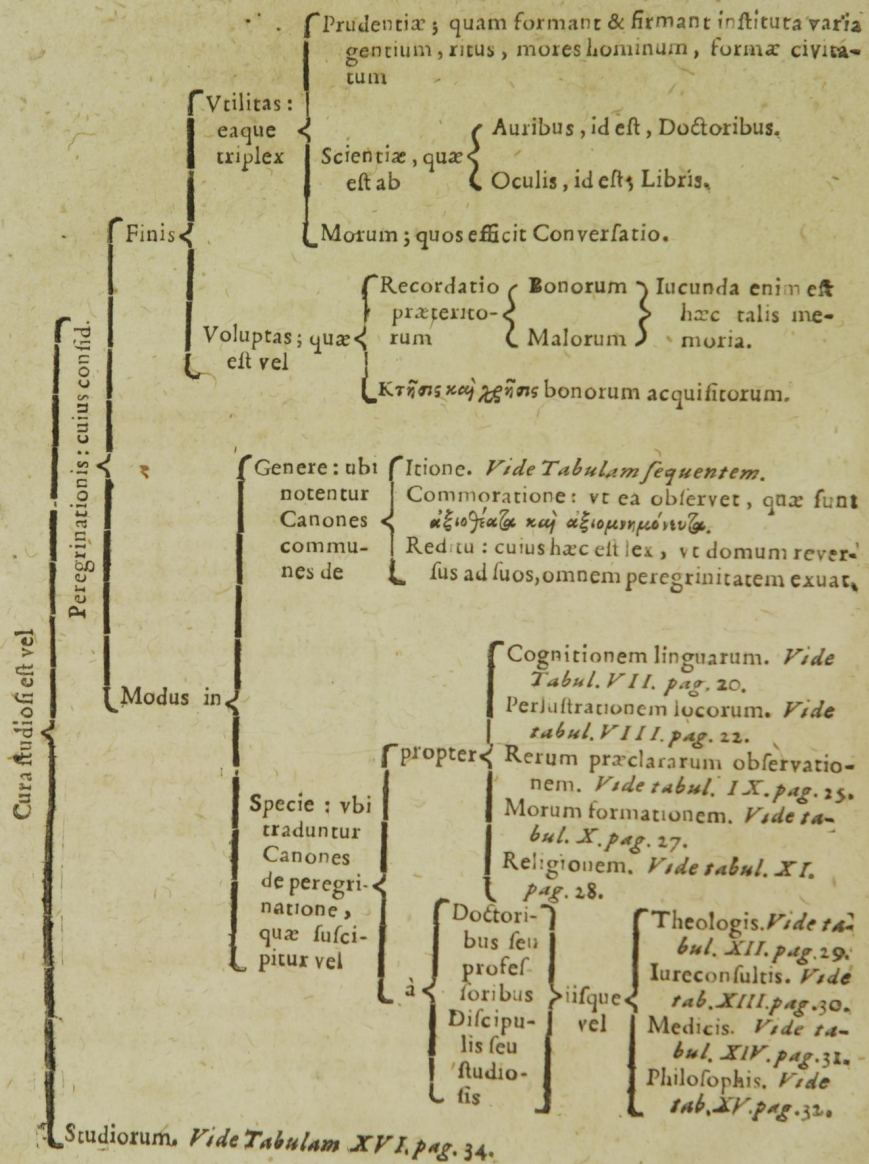 Cura ſtudioſi eſt vel
Peregrinationis: cuius conſid.
Finis
Vtilitas:
eaque
triplex
Prudentiæ; quam formant & firmant inſtituta varia
gentium, ritus, mores hominum, formæ civita-
tum
Scientiæ, quæ
eſt ab
Auribus, id eſt, Doctoribus.
Oculis, id eſt, Libris.
Morum; quos efficit Converſatio.
Voluptas; quæ
eſt vel
Recordatio
præterito-
rum
Bonorum
Malorum
Iucunda enim eſt
hæc talis me-
moria.
Κτῆσις καὶ χρῆσις bonorum acquiſitorum.
Modus in
Genere: ubi
notentur
Canones
commu-
nes de
Itione. Vide Tabulam ſequentem.
Commoratione: vt ea obſervet, quæ ſunt
ἀξιοθέατα καὶ ἀξιομνημόνευτα.
Reditu: cuius hæc eſt lex, vt domum rever-
ſus ad ſuos, omnem peregrinitatem exuat.
Specie: vbi
traduntur
Canones
de peregri-
natione,
quæ ſuſci-
pitur vel
propter
Cognitionem linguarum. Vide
Tabul. VII. pag. 20.
Perluſtrationem locorum. Vide
tabul. VIII. pag. 22.
Rerum præclararum obſervatio-
nem. Vide tabul. IX. pag. 25.
Morum formationem. Vide ta-
bul. X. pag. 27.
Religionem. Vide tabul. XI.
pag. 28.
à
Doctori-
bus ſeu
profeſ
ſoribus
Diſcipu-
lis ſeu
ſtudio-
ſis
iiſque
vel
Theologis. Vide ta-
bul. XII. pag. 29.
Iureconſultis. Vide
tab. XIII. pag. 30.
Medicis. Vide ta-
bul. XIV. pag. 31.
Philoſophis. Vide
tab. XV. pag. 32.
Studiorum. Vide Tabulam XVI. pag. 34.